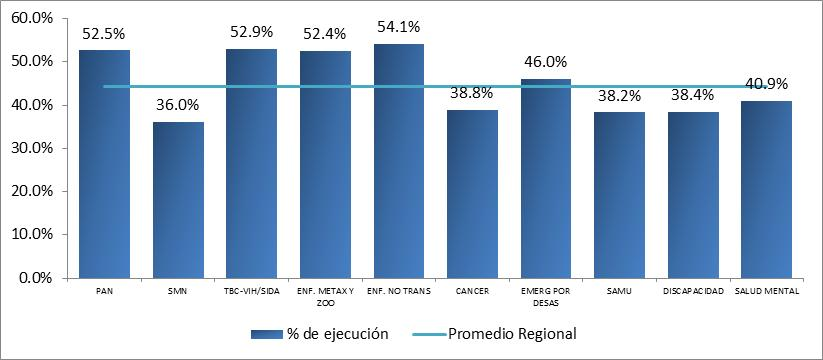 60.0%
50.0%
40.0%
30.0%
20.0%
10.0%
0.0%
52.5%
36.0%
52.9%
52.4%
54.1%
38.8%
46.0%
38.2%
38.4%
40.9%
PAN
SMN
TBC-VIH/SIDA
ENF. METAX Y
ZOO
ENF. NO TRANS
CANCER
EMERG POR
DESAS
SAMU
DISCAPACIDAD
SALUD MENTAL
% de ejecución
Promedio Regional